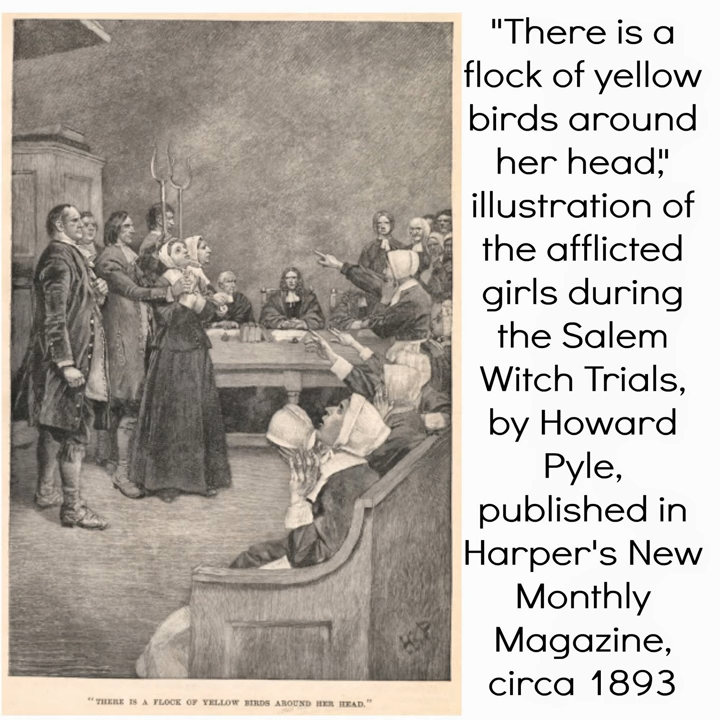 "There is a
flock of yellow
birds around
her head,"
illustration of
the afflicted
girls during
the Salem
Witch Trials,
by Howard
Pyle,
published in
Harper's New
Monthly
Magazine,
circa 1893
"THERE IS A FLOCK OF YELLOW BIRDS AROUND HER HEAD."